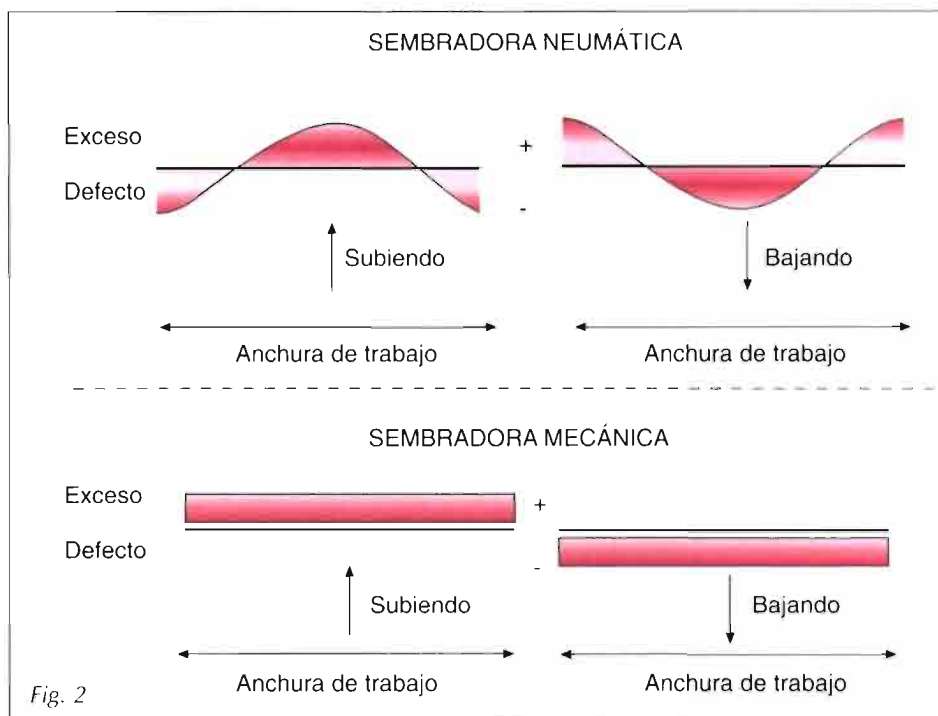 SEMBRADORA NEUMÁTICA
Exceso
+
Defecto
-
Subiendo
Bajando
Anchura de trabajo
Anchura de trabajo
SEMBRADORA MECÁNICA
Exceso
+
Defecto
-
Subiendo
Bajando
Anchura de trabajo
Anchura de trabajo
Fig. 2